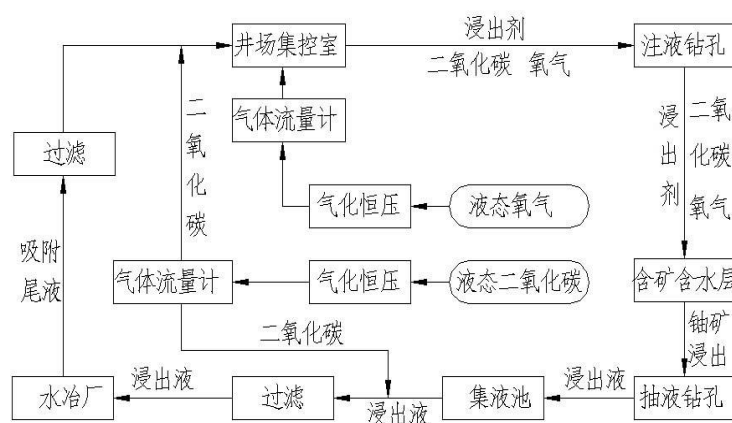 浸出剂
井场集控室
注液钻孔
二氧化碳 氧气
二氧化碳
气体流量计
浸出剂
二氧化碳
氧气
过滤
气化恒压
液态氧气
吸附
尾液
气体流量计
气化恒压
液态二氧化碳
含矿含水层
二氧化碳
铀矿
浸出
水冶厂
浸出液
过滤
浸出液
集液池
浸出液
抽液钻孔